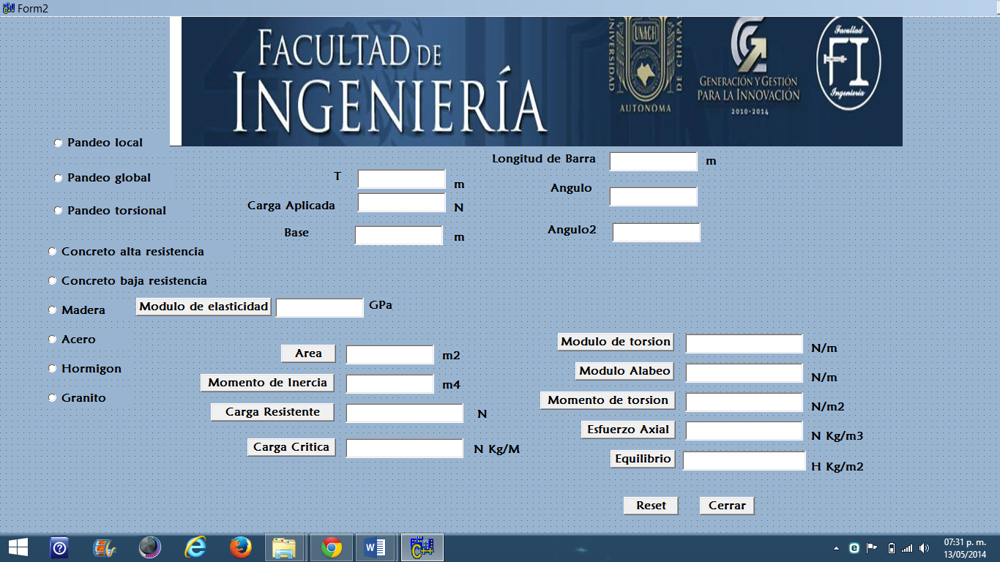 Form2
FACULTAD DE
INGENIERÍA
UNIVERSIDAD
UNACH
DE CHIAPAS
AUTONOMA
GENERACIÓN Y GESTIÓN
PARA LA INNOVACIÓN
2010-2014
Facultad
FI
Ingeniería
Pandeo local
Pandeo global
Pandeo torsional
T
m
Carga Aplicada
N
Base
m
Longitud de Barra
m
Angulo
Angulo2
Concreto alta resistencia
Concreto baja resistencia
Madera
Acero
Hormigon
Granito
Modulo de elasticidad
GPa
Area
m2
Momento de Inercia
m4
Carga Resistente
N
Carga Critica
N Kg/M
Modulo de torsion
N/m
Modulo Alabeo
N/m
Momento de torsion
N/m2
Esfuerzo Axial
N Kg/m3
Equilibrio
H Kg/m2
Reset
Cerrar
07:31 p. m.
13/05/2014